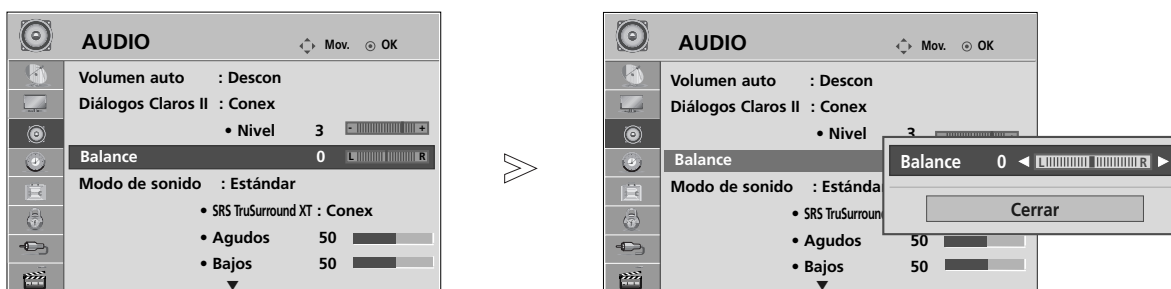 AUDIO Mov. OK
Volumen auto : Descon
Diálogos Claros II : Conex
• Nivel 3 - +
Balance 0 L R
Modo de sonido : Estándar
• SRS TruSurround XT : Conex
• Agudos 50
• Bajos 50
AUDIO Mov. OK
Volumen auto : Descon
Diálogos Claros II : Conex
• Nivel 3
Balance
Modo de sonido : Estánda
• SRS TruSurroun
• Agudos 50
• Bajos 50
Balance 0 L R
Cerrar